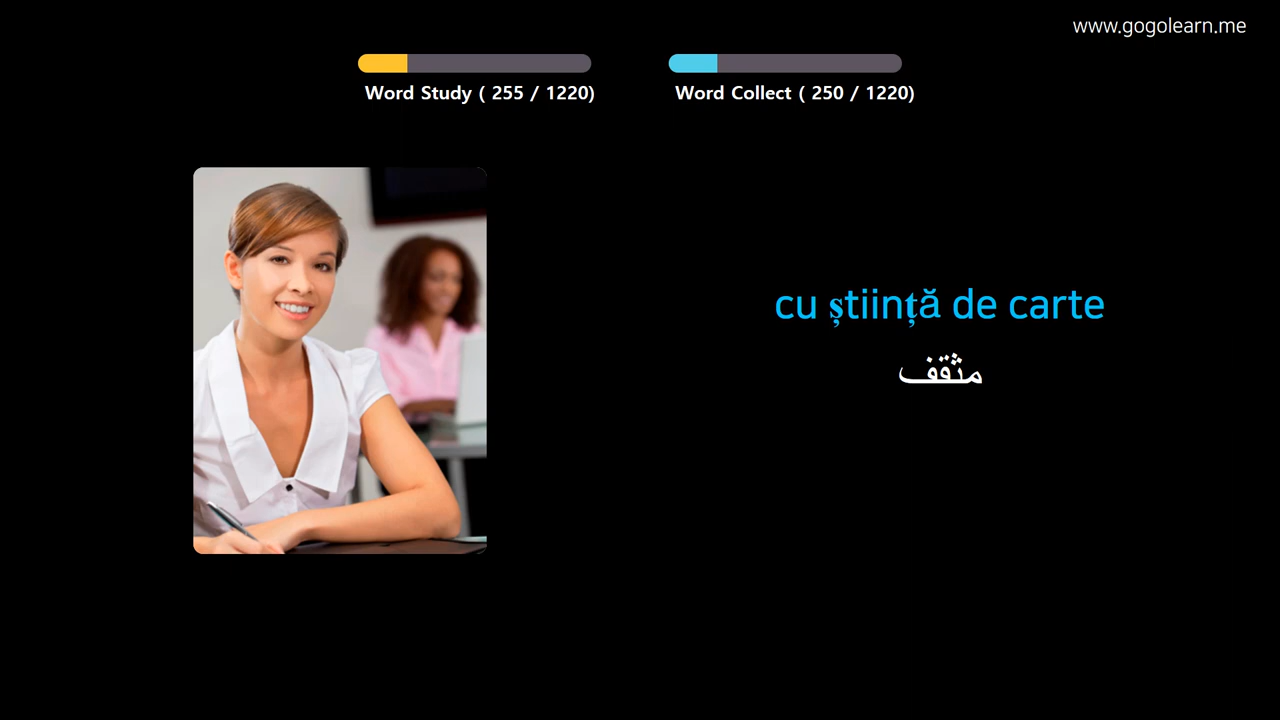 www.gogolearn.me
Word Study ( 255 / 1220)
Word Collect ( 250 / 1220)
cu știință de carte
مثقف